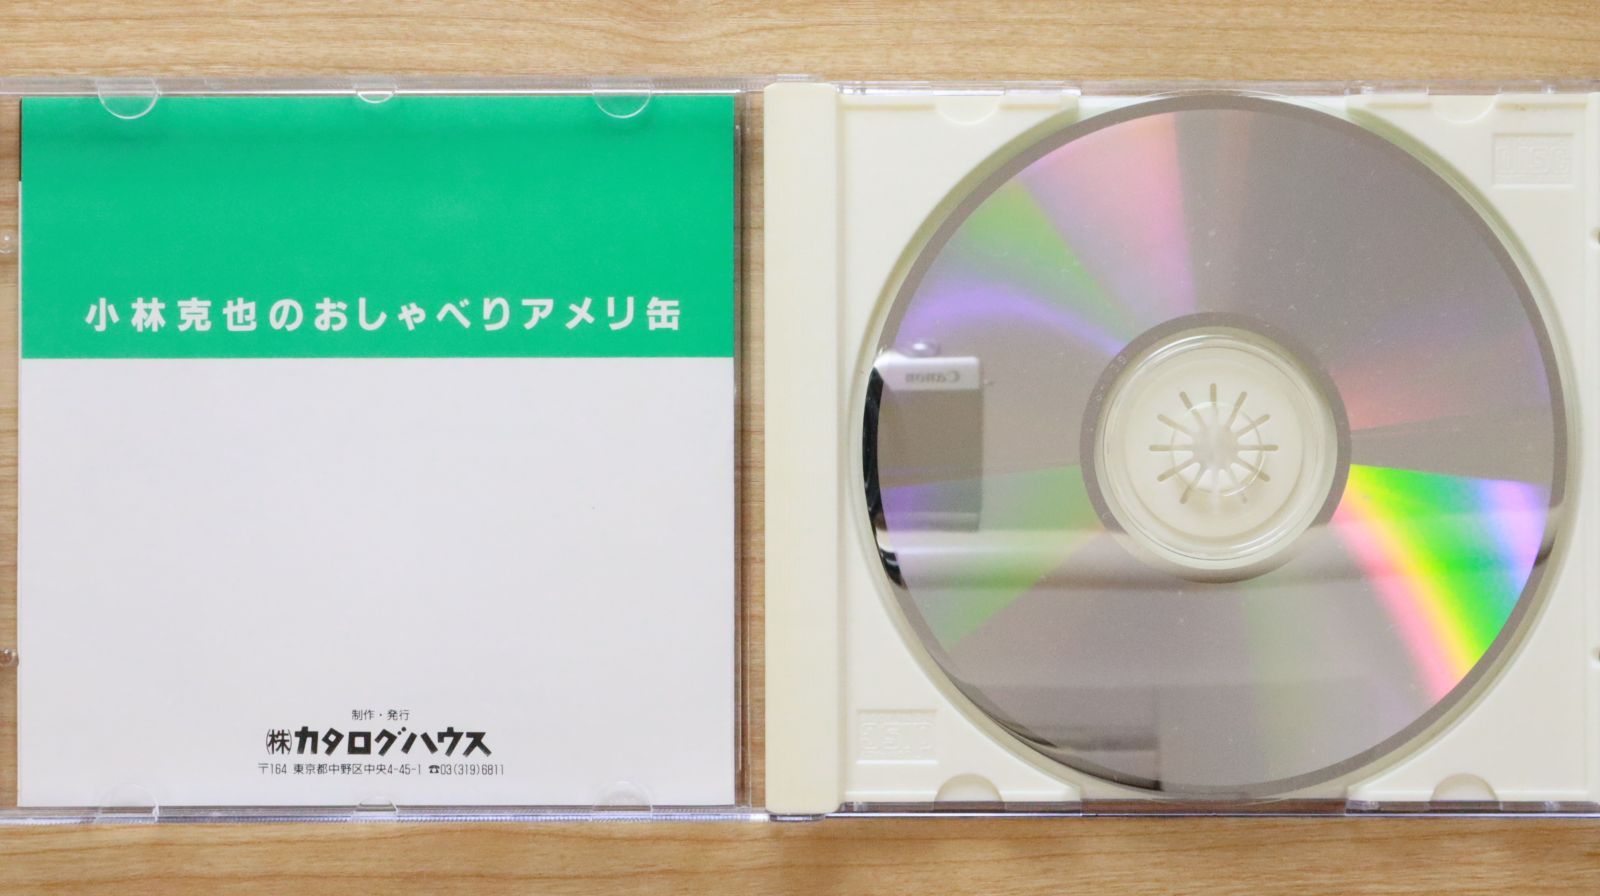 小林克也のおしゃべりアメリ缶
制作・発行
㈱カタログハウス
〒164 東京都中野区中央4-45-1 ☎03(319)6811
Canon
DISC